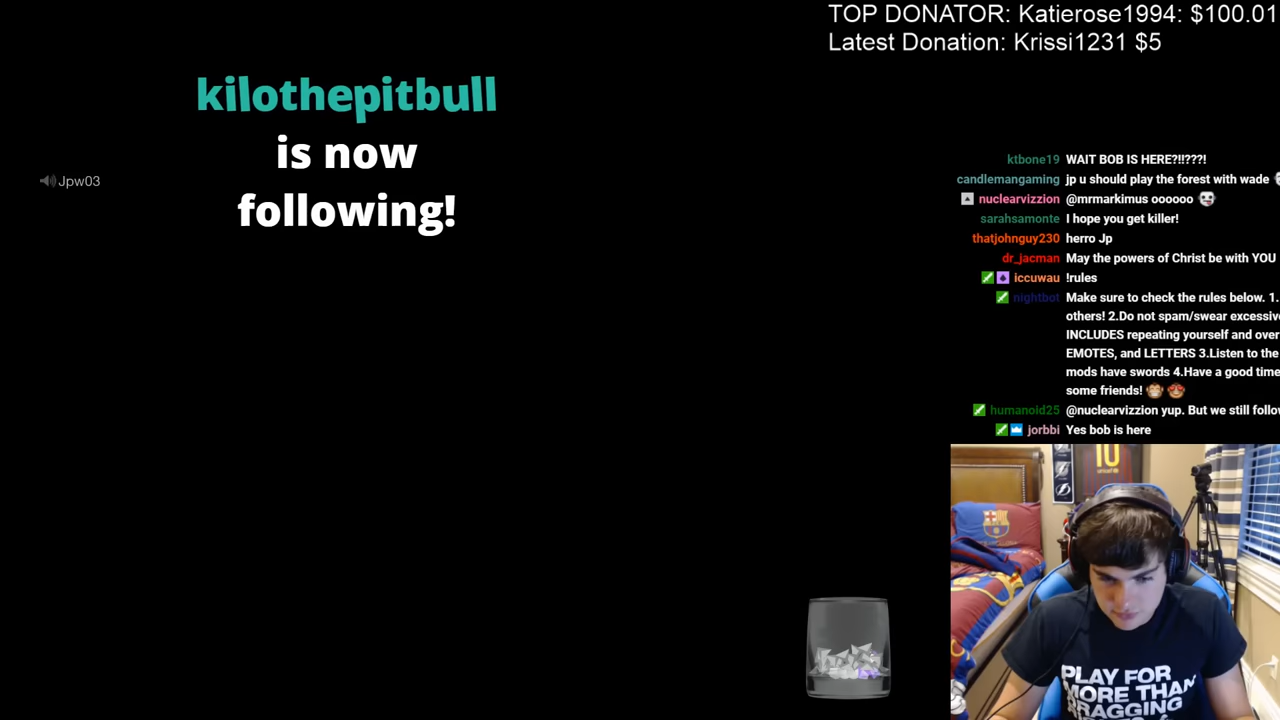 TOP DONATOR: Katierose1994: $100.01
Latest Donation: Krissi1231 $5
kilothepitbull
is now
following!
Jpw03
ktbone19 WAIT BOB IS HERE?!!???!
candlemangaming jp u should play the forest with wade
nuclearvizzion @mrmarkimus oooooo
sarahsamonte I hope you get killer!
thatjohnguy230 herro Jp
dr_jacman May the powers of Christ be with YOU
iccuwau !rules
nightbot Make sure to check the rules below. 1.
others! 2.Do not spam/swear excessive
INCLUDES repeating yourself and over
EMOTES, and LETTERS 3.Listen to the
mods have swords 4.Have a good time
some friends!
humanoid25 @nuclearvizzion yup. But we still follo
jorbbi Yes bob is here
10
unicef
PLAY FOR
MORE THAN
BRAGGING